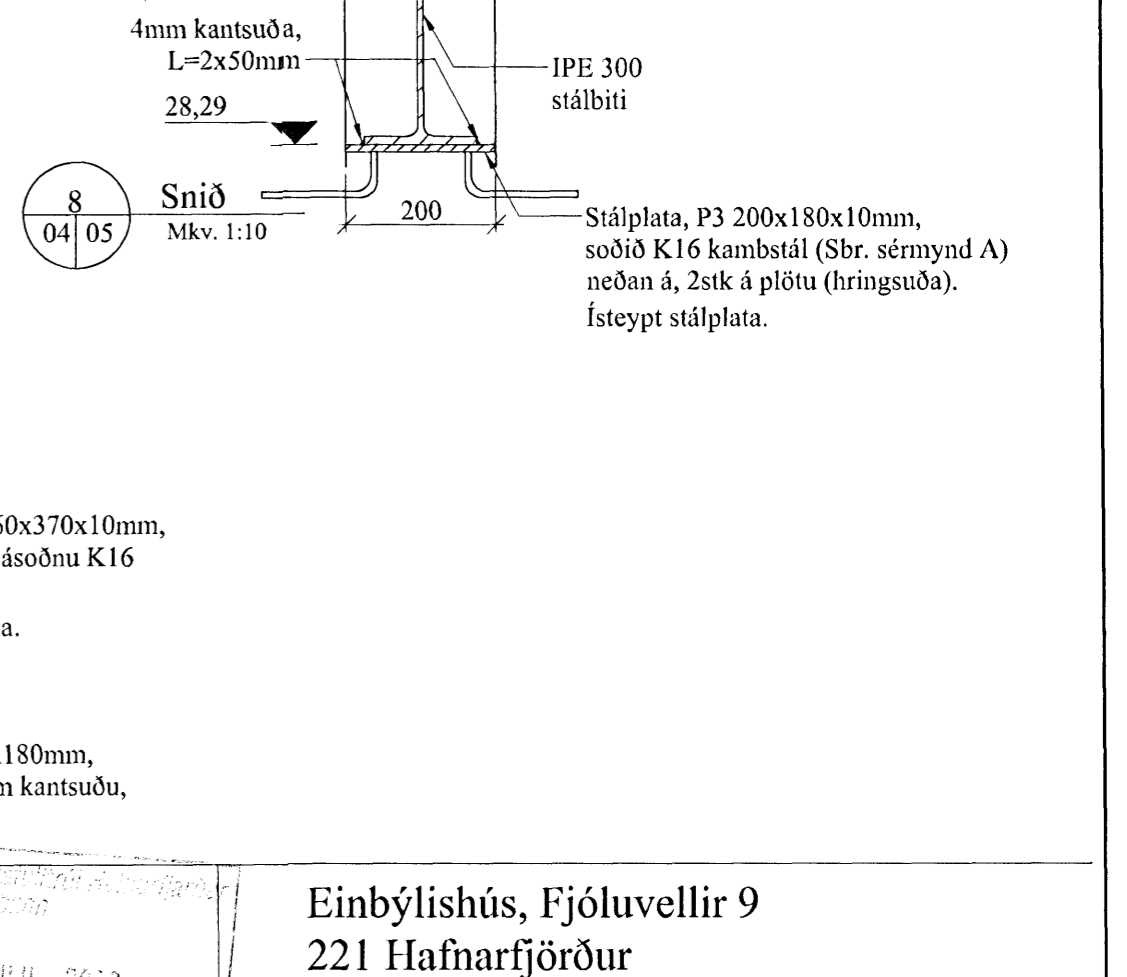 4mm kantsuða,
L=2x50mm
IPE 300
stálbiti
28,29
8
04 05
Snið
Mkv. 1:10
200
Stálplata, P3 200x180x10mm,
soðið K16 kambstál (Sbr. sérmynd A)
neðan á, 2stk á plötu (hringsuða).
Ísteypt stálplata.
60x370x10mm,
ásoðnu K16
a.
180mm,
kantsuðu,
Einbýlishús, Fjóluvellir 9
221 Hafnarfjörður